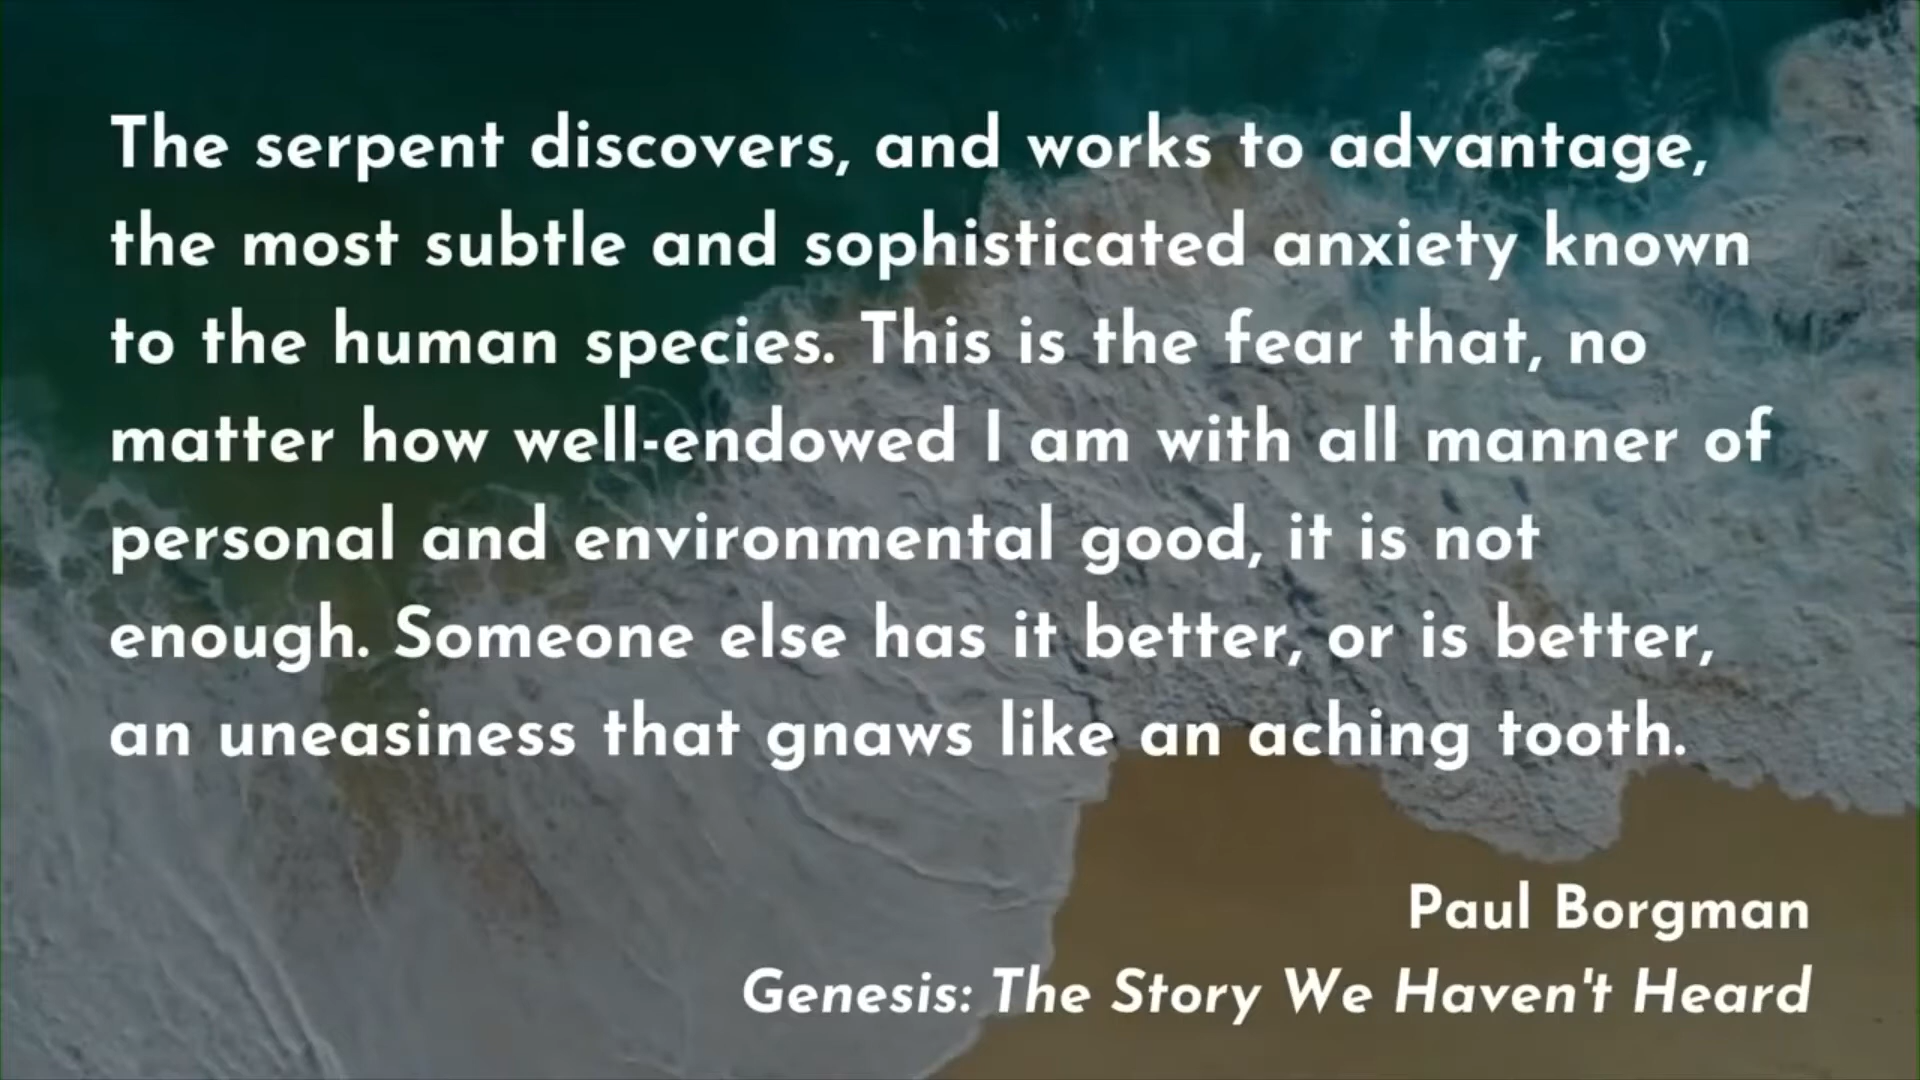 The serpent discovers, and works to advantage,
the most subtle and sophisticated anxiety known
to the human species. This is the fear that, no
matter how well-endowed I am with all manner of
personal and environmental good, it is not
enough. Someone else has it better, or is better,
an uneasiness that gnaws like an aching tooth.
Paul Borgman
Genesis: The Story We Haven't Heard